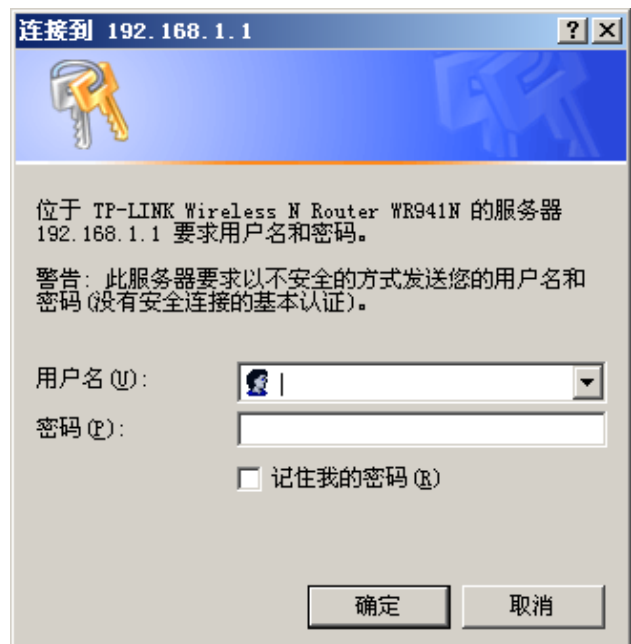 连接到 192.168.1.1
位于 TP-LINK Wireless N Router WR941N 的服务器
192.168.1.1 要求用户名和密码。
警告: 此服务器要求以不安全的方式发送您的用户名和
密码(没有安全连接的基本认证)。
用户名(U):
密码(P):
记住我的密码(R)
确定 取消